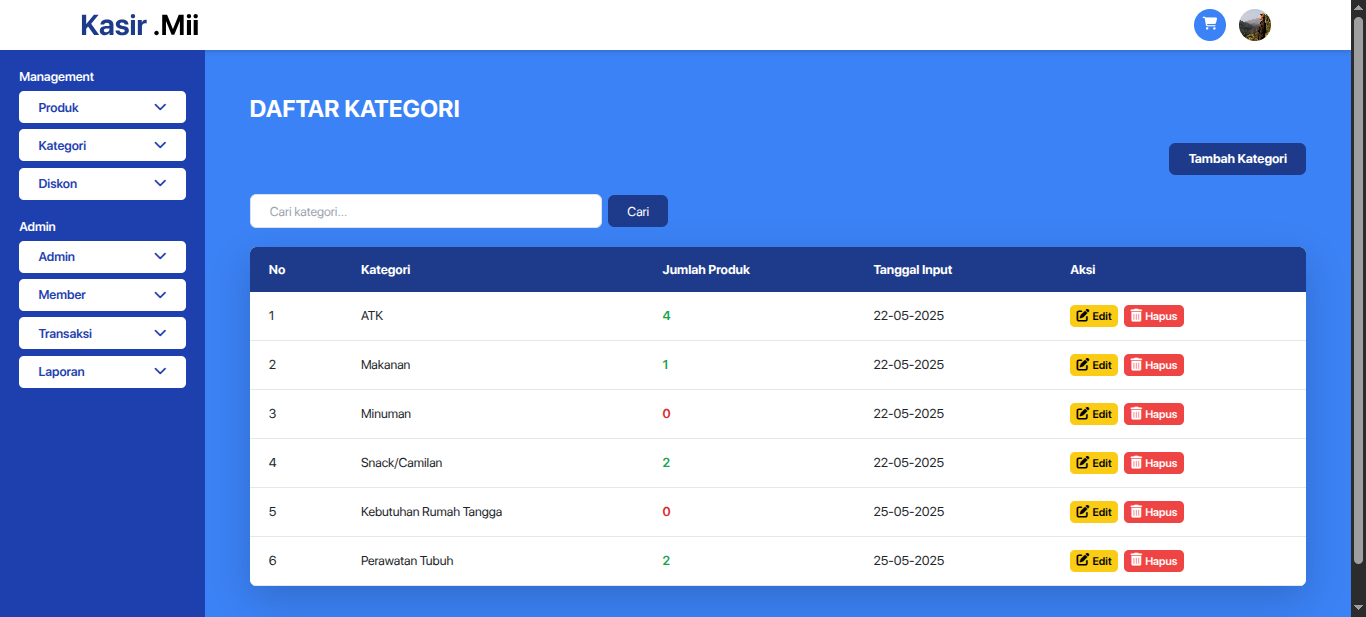 Kasir .Mii
Management
Produk
Kategori
Diskon
Admin
Admin
Member
Transaksi
Laporan
DAFTAR KATEGORI
Tambah Kategori
Cari kategori... Cari
No Kategori Jumlah Produk Tanggal Input Aksi
1 ATK 4 22-05-2025 Edit Hapus
2 Makanan 1 22-05-2025 Edit Hapus
3 Minuman 0 22-05-2025 Edit Hapus
4 Snack/Camilan 2 22-05-2025 Edit Hapus
5 Kebutuhan Rumah Tangga 0 25-05-2025 Edit Hapus
6 Perawatan Tubuh 2 25-05-2025 Edit Hapus